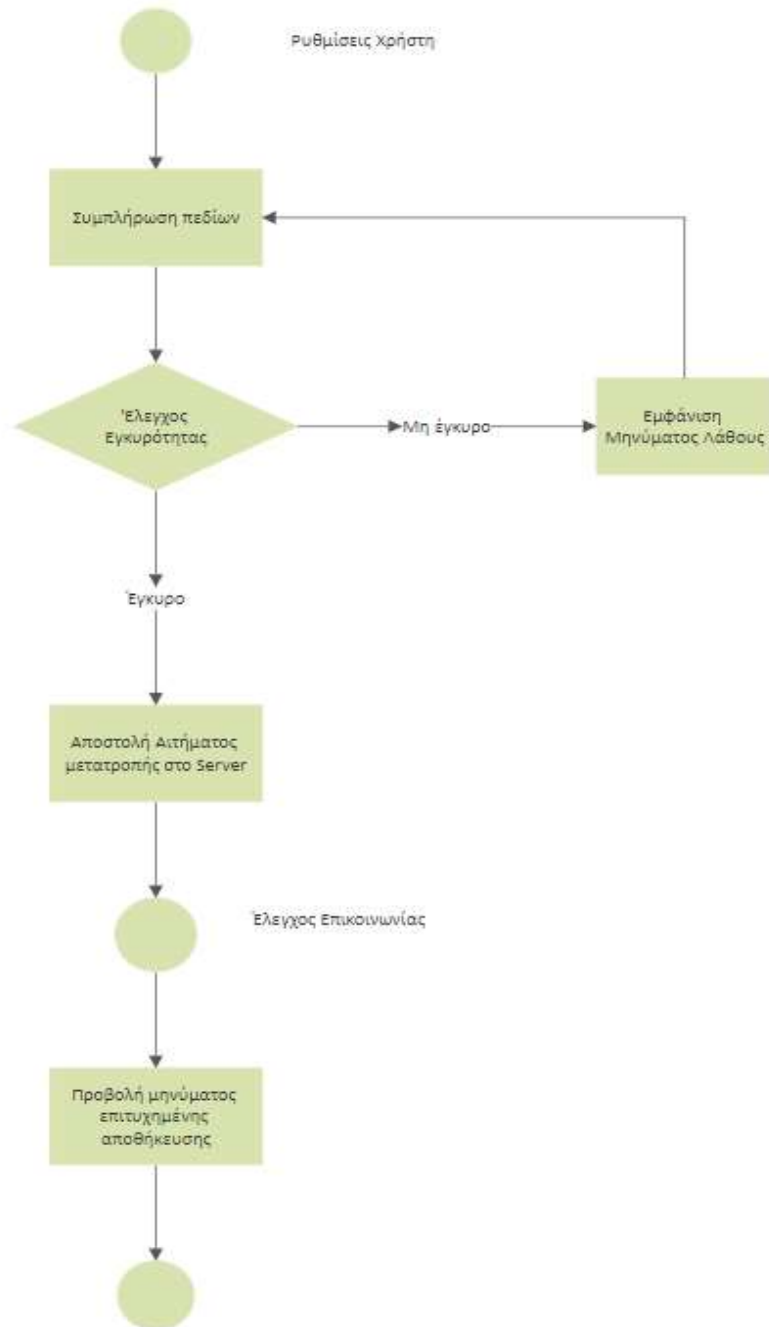 Ρυθμίσεις Χρήστη
Συμπλήρωση πεδίων
'Έλεγχος
Εγκυρότητας
Μη έγκυρο
Εμφάνιση
Μηνύματος Λάθους
Έγκυρο
Αποστολή Αιτήματος
μετατροπής στο Server
Έλεγχος Επικοινωνίας
Προβολή μηνύματος
επιτυχημένης
αποθήκευσης